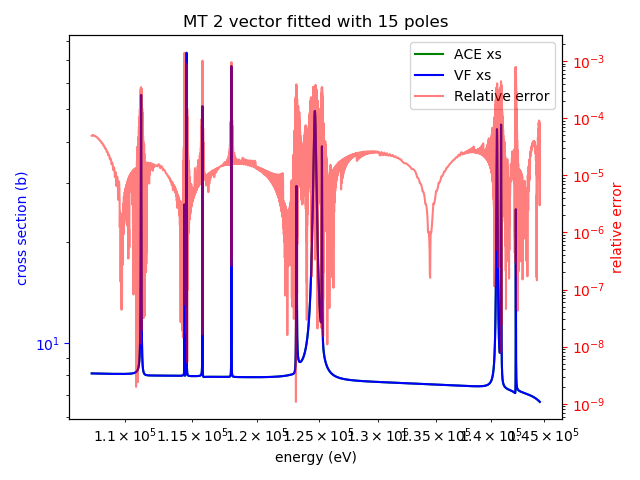 MT 2 vector fitted with 15 poles
ACE xs
VF xs
Relative error
cross section (b)
10¹
10⁻³
10⁻⁴
10⁻⁵
10⁻⁶
10⁻⁷
10⁻⁸
10⁻⁹
relative error
1.1 × 10⁵ 1.15 × 10⁵ 1.2 × 10⁵ 1.25 × 10⁵ 1.3 × 10⁵ 1.35 × 10⁵ 1.4 × 10⁵ 1.45 × 10⁵
energy (eV)